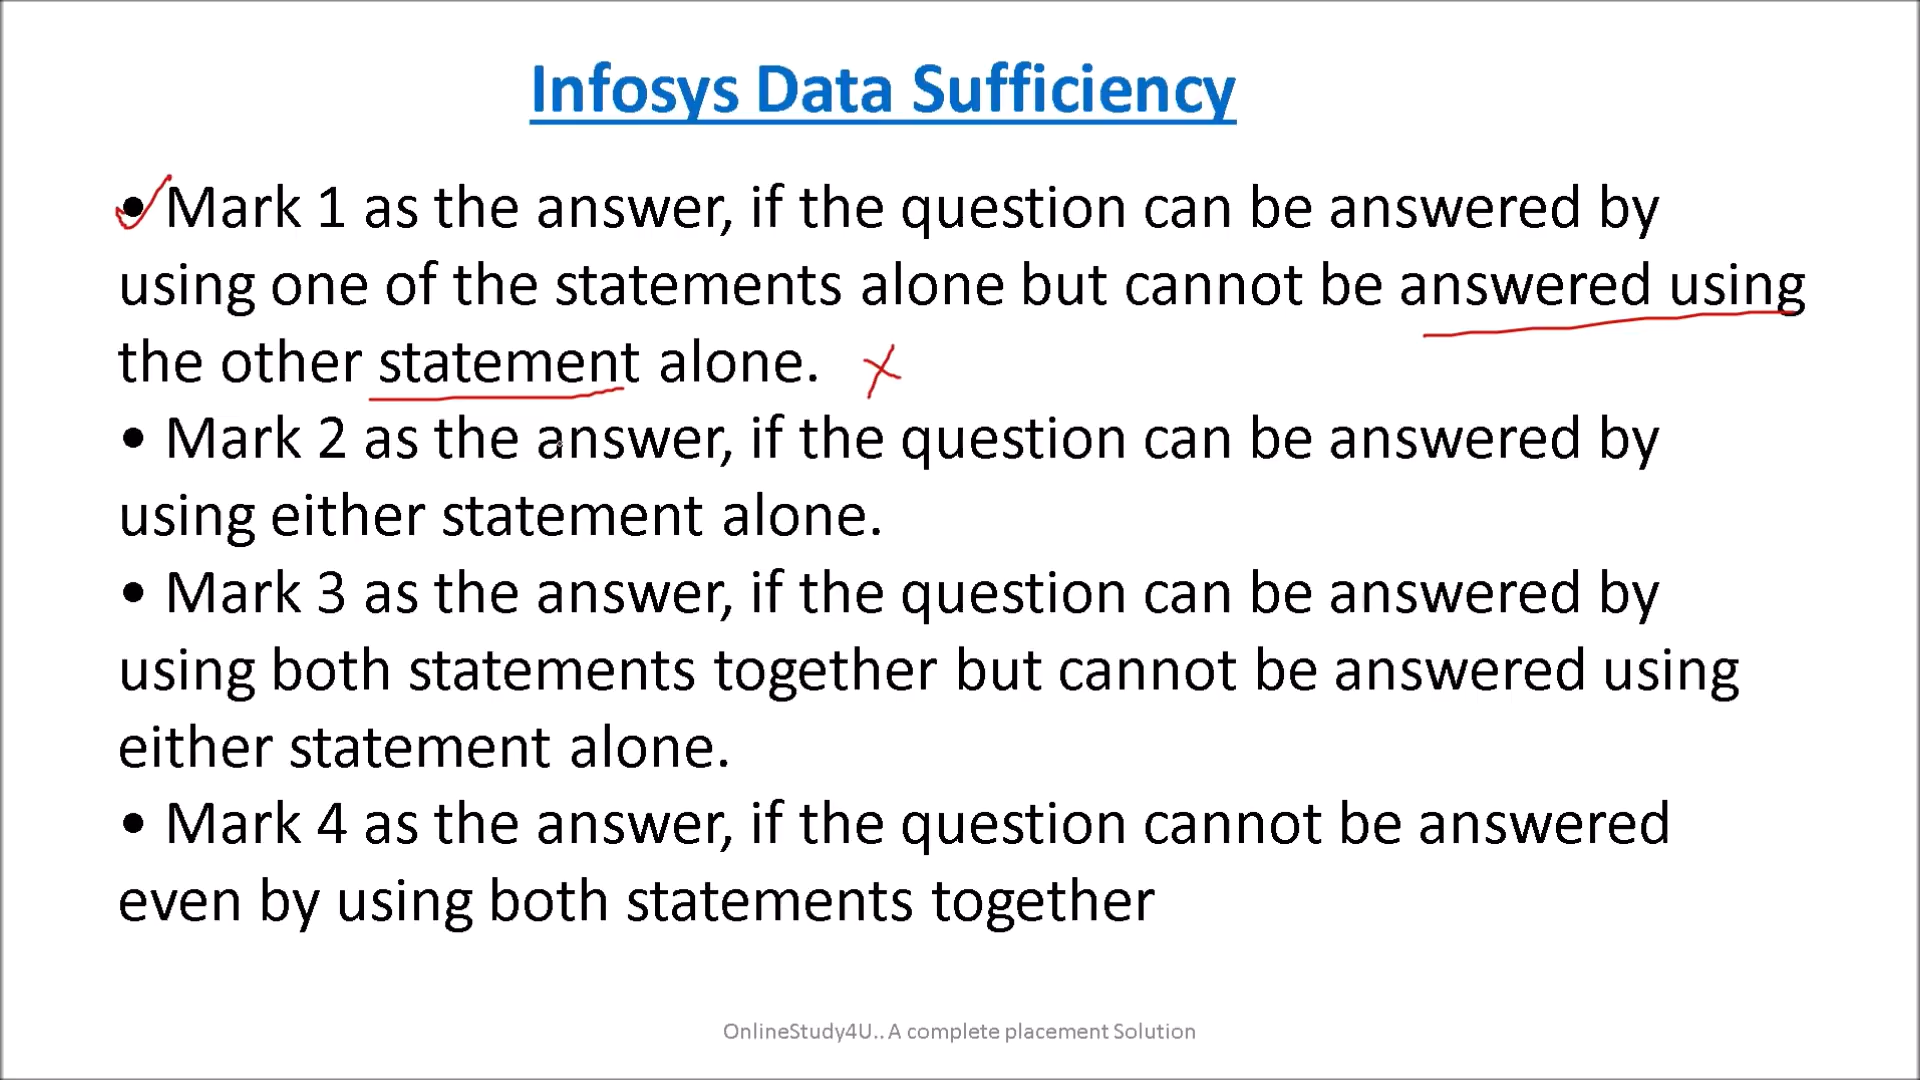 Infosys Data Sufficiency
• Mark 1 as the answer, if the question can be answered by
using one of the statements alone but cannot be answered using
the other statement alone.
• Mark 2 as the answer, if the question can be answered by
using either statement alone.
• Mark 3 as the answer, if the question can be answered by
using both statements together but cannot be answered using
either statement alone.
• Mark 4 as the answer, if the question cannot be answered
even by using both statements together
OnlineStudy4U.. A complete placement Solution